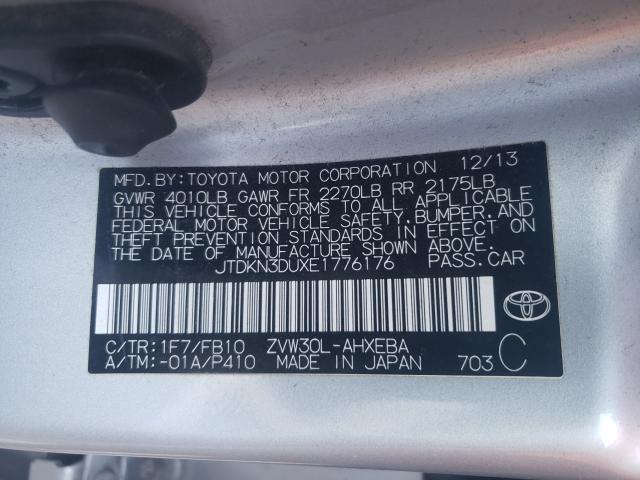 MFD.BY:TOYOTA MOTOR CORPORATION 12/13
GVWR 4010LB GAWR FR 2270LB RR 2175LB
THIS VEHICLE CONFORMS TO ALL APPLICABLE
FEDERAL MOTOR VEHICLE SAFETY,BUMPER,AND
THEFT PREVENTION STANDARDS IN EFFECT ON
THE DATE OF MANUFACTURE SHOWN ABOVE.
JTDKN3DUXE1776176 PASS.CAR
C/TR:1F7/FB10 ZVW30L-AHXEBA
A/TM:-01A/P410 MADE IN JAPAN 703 C